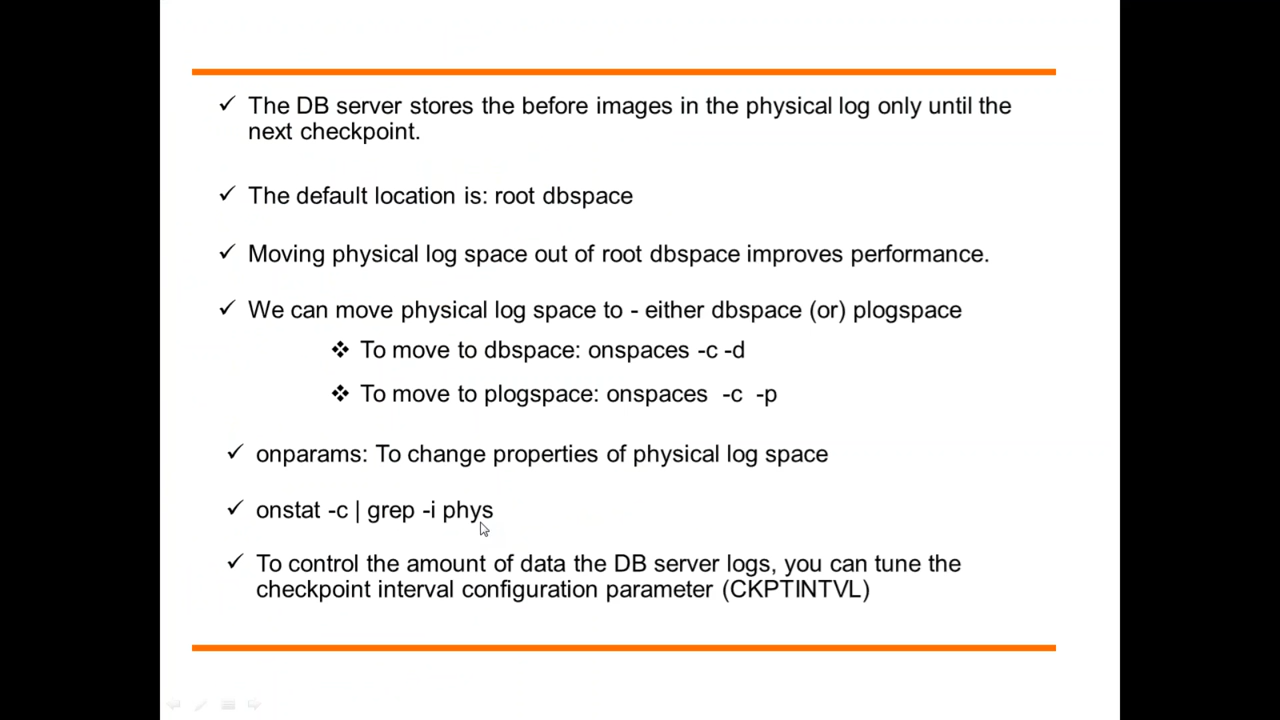 The DB server stores the before images in the physical log only until the
next checkpoint.
The default location is: root dbspace
Moving physical log space out of root dbspace improves performance.
We can move physical log space to - either dbspace (or) plogspace
To move to dbspace: onspaces -c -d
To move to plogspace: onspaces -c -p
onparams: To change properties of physical log space
onstat -c | grep -i phys
To control the amount of data the DB server logs, you can tune the
checkpoint interval configuration parameter (CKPTINTVL)